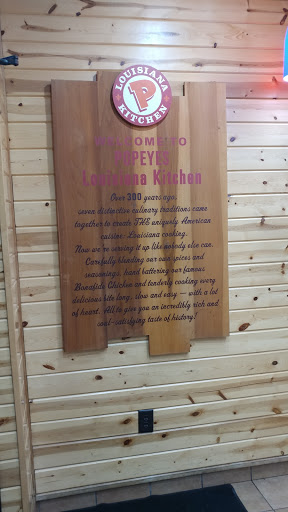 LOUISIANA
P
KITCHEN
WELCOME TO
POPEYES
Louisiana Kitchen
Over 300 years ago,
seven distinctive culinary traditions came
together to create THE uniquely American
cuisine: Louisiana cooking.
Now we're serving it up like nobody else can.
Carefully blending our own spices and
seasonings, hand battering our famous
Bonafide Chicken and tenderly cooking every
delicious bite long, slow and easy — with a lot
of heart. All to give you an incredibly rich and
well-satisfying taste of history!